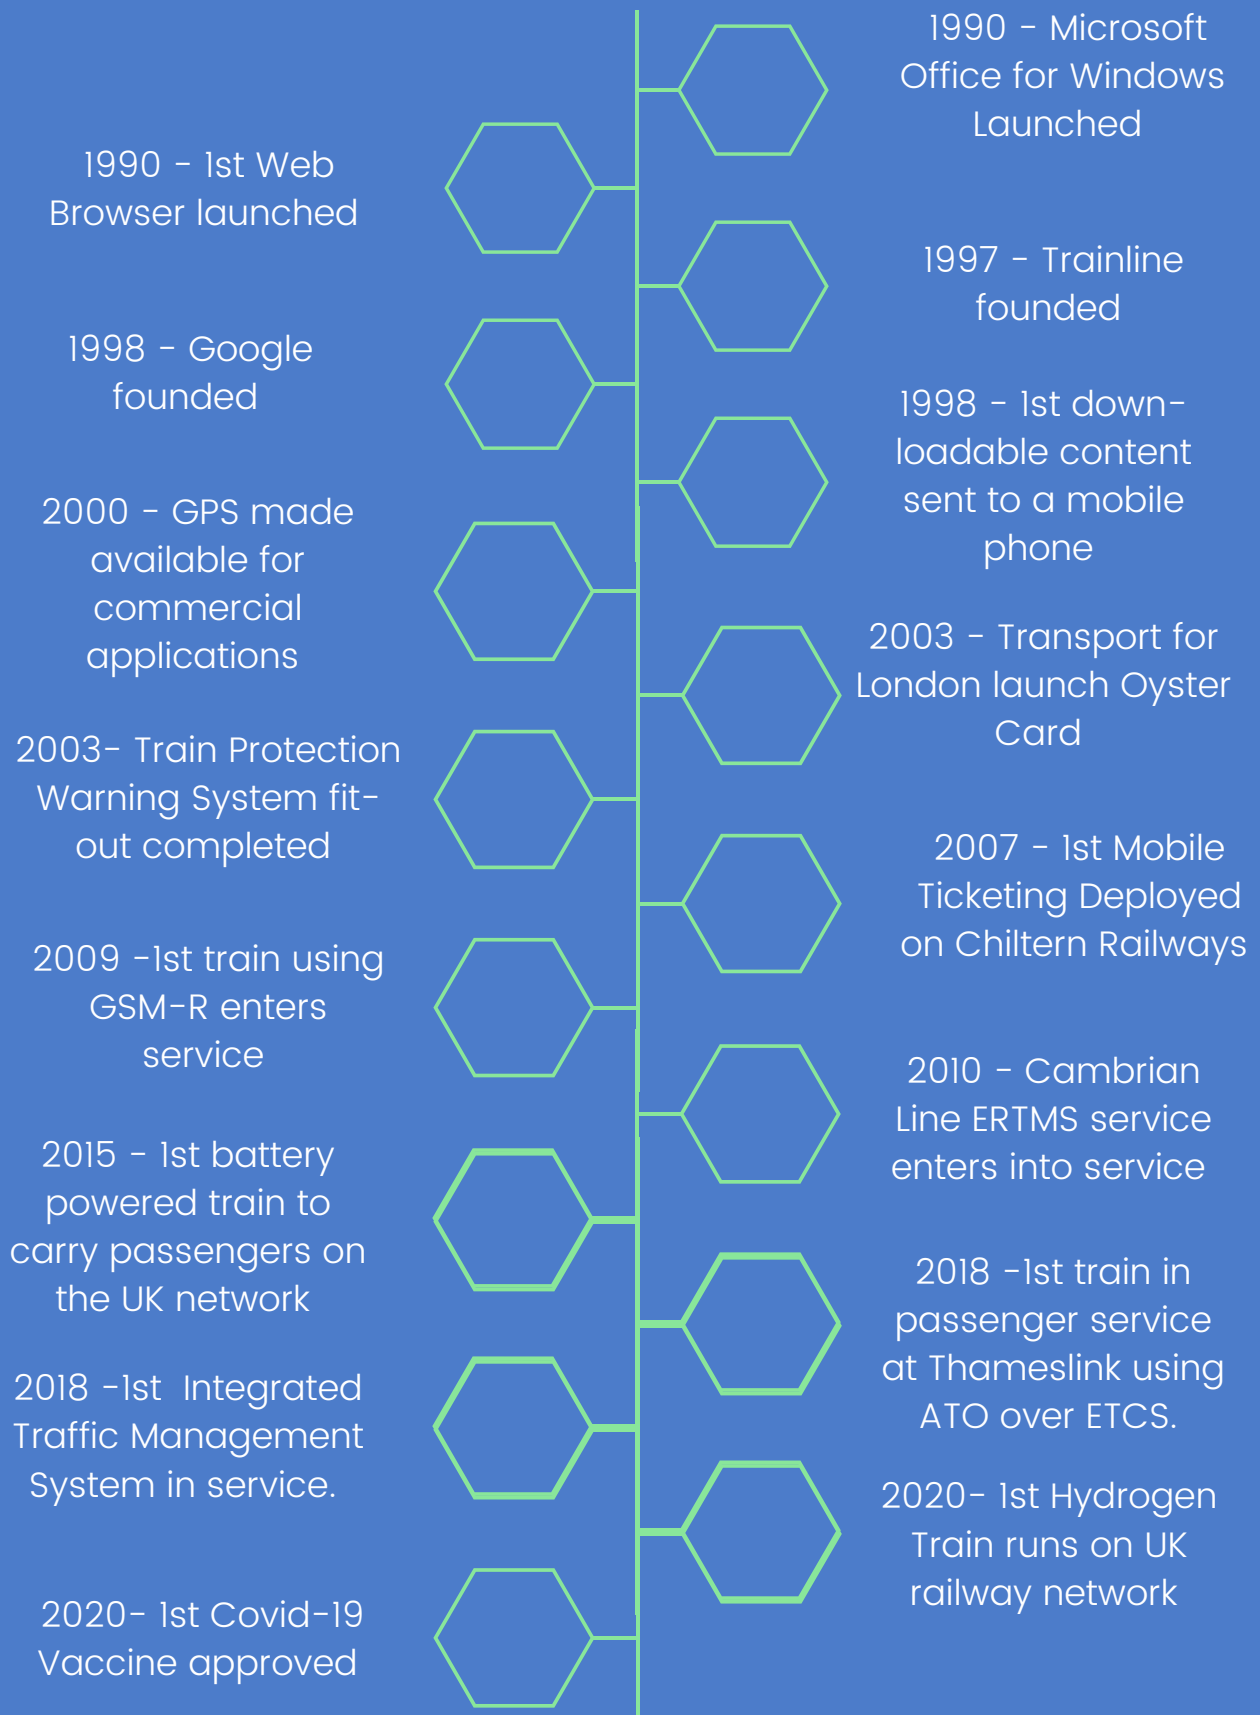 1990 - Microsoft
Office for Windows
Launched
1990 - 1st Web
Browser launched
1997 - Trainline
founded
1998 - Google
founded
1998 - 1st down-
loadable content
sent to a mobile
phone
2000 - GPS made
available for
commercial
applications
2003 - Transport for
London launch Oyster
Card
2003- Train Protection
Warning System fit-
out completed
2007 - 1st Mobile
Ticketing Deployed
on Chiltern Railways
2009 -1st train using
GSM-R enters
service
2010 - Cambrian
Line ERTMS service
enters into service
2015 - 1st battery
powered train to
carry passengers on
the UK network
2018 -1st train in
passenger service
at Thameslink using
ATO over ETCS.
2018 -1st  Integrated
Traffic Management
System in service.
2020- 1st Hydrogen
Train runs on UK
railway network
2020- 1st Covid-19
Vaccine approved